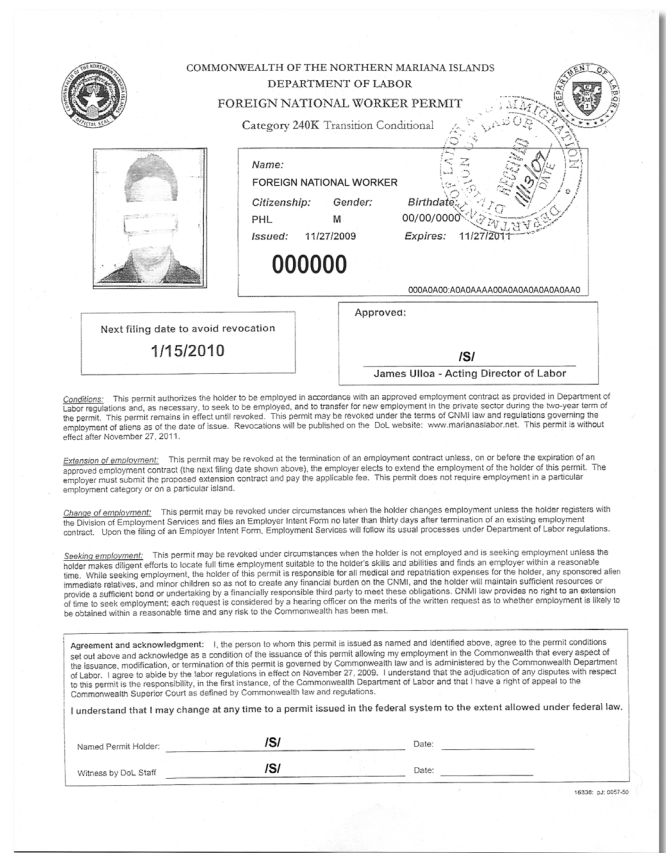 COMMONWEALTH OF THE NORTHERN MARIANA ISLANDS
DEPARTMENT OF LABOR
FOREIGN NATIONAL WORKER PERMIT
Category 240K Transition Conditional
OFFICIAL SEAL
DEPARTMENT OF LABOR
DEPARTMENT OF LABOR
DIVISION OF IMMIGRATION
RECEIVED
DATE
Name:
FOREIGN NATIONAL WORKER
Citizenship: Gender: Birthdate:
PHL M 00/00/0000
Issued: 11/27/2009 Expires: 11/27/2011
000000
000A0A00:A0A0AAAA00A0A0A0A0A0A0AA0
Next filing date to avoid revocation
1/15/2010
Approved:
/S/
James Ulloa - Acting Director of Labor
Conditions: This permit authorizes the holder to be employed in accordance with an approved employment contract as provided in Department of
Labor regulations and, as necessary, to seek to be employed, and to transfer for new employment in the private sector during the two-year term of
the permit. This permit remains in effect until revoked. This permit may be revoked under the terms of CNMI law and regulations governing the
employment of aliens as of the date of issue. Revocations will be published on the DoL website: www.marianaslabor.net. This permit is without
effect after November 27, 2011.
Extension of employment: This permit may be revoked at the termination of an employment contract unless, on or before the expiration of an
approved employment contract (the next filing date shown above), the employer elects to extend the employment of the holder of this permit. The
employer must submit the proposed extension contract and pay the applicable fee. This permit does not require employment in a particular
employment category or on a particular island.
Change of employment: This permit may be revoked under circumstances when the holder changes employment unless the holder registers with
the Division of Employment Services and files an Employer Intent Form no later than thirty days after termination of an existing employment
contract. Upon the filing of an Employer Intent Form, Employment Services will follow its usual processes under Department of Labor regulations.
Seeking employment: This permit may be revoked under circumstances when the holder is not employed and is seeking employment unless the
holder makes diligent efforts to locate full time employment suitable to the holder's skills and abilities and finds an employer within a reasonable
time. While seeking employment, the holder of this permit is responsible for all medical and repatriation expenses for the holder, any sponsored alien
immediate relatives, and minor children so as not to create any financial burden on the CNMI, and the holder will maintain sufficient resources or
provide a sufficient bond or undertaking by a financially responsible third party to meet these obligations. CNMI law provides no right to an extension
of time to seek employment; each request is considered by a hearing officer on the merits of the written request as to whether employment is likely to
be obtained within a reasonable time and any risk to the Commonwealth has been met.
Agreement and acknowledgment: I, the person to whom this permit is issued as named and identified above, agree to the permit conditions
set out above and acknowledge as a condition of the issuance of this permit allowing my employment in the Commonwealth that every aspect of
the issuance, modification, or termination of this permit is governed by Commonwealth law and is administered by the Commonwealth Department
of Labor. I agree to abide by the labor regulations in effect on November 27, 2009. I understand that the adjudication of any disputes with respect
to this permit is the responsibility, in the first instance, of the Commonwealth Department of Labor and that I have a right of appeal to the
Commonwealth Superior Court as defined by Commonwealth law and regulations.
I understand that I may change at any time to a permit issued in the federal system to the extent allowed under federal law.
Named Permit Holder: /S/ Date:
Witness by DoL Staff /S/ Date: